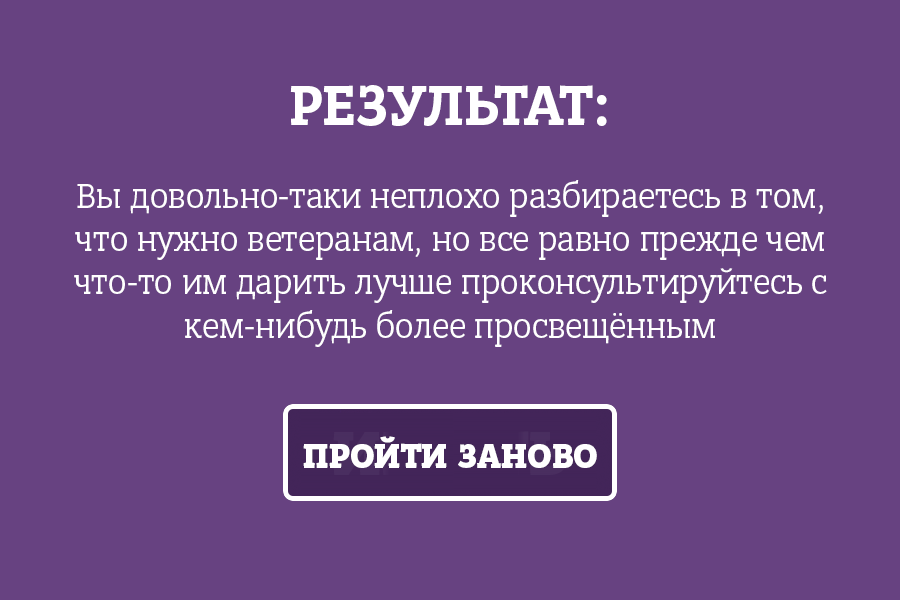 РЕЗУЛЬТАТ:
Вы довольно-таки неплохо разбираетесь в том,
что нужно ветеранам, но все равно прежде чем
что-то им дарить лучше проконсультируйтесь с
кем-нибудь более просвещённым
ПРОЙТИ ЗАНОВО